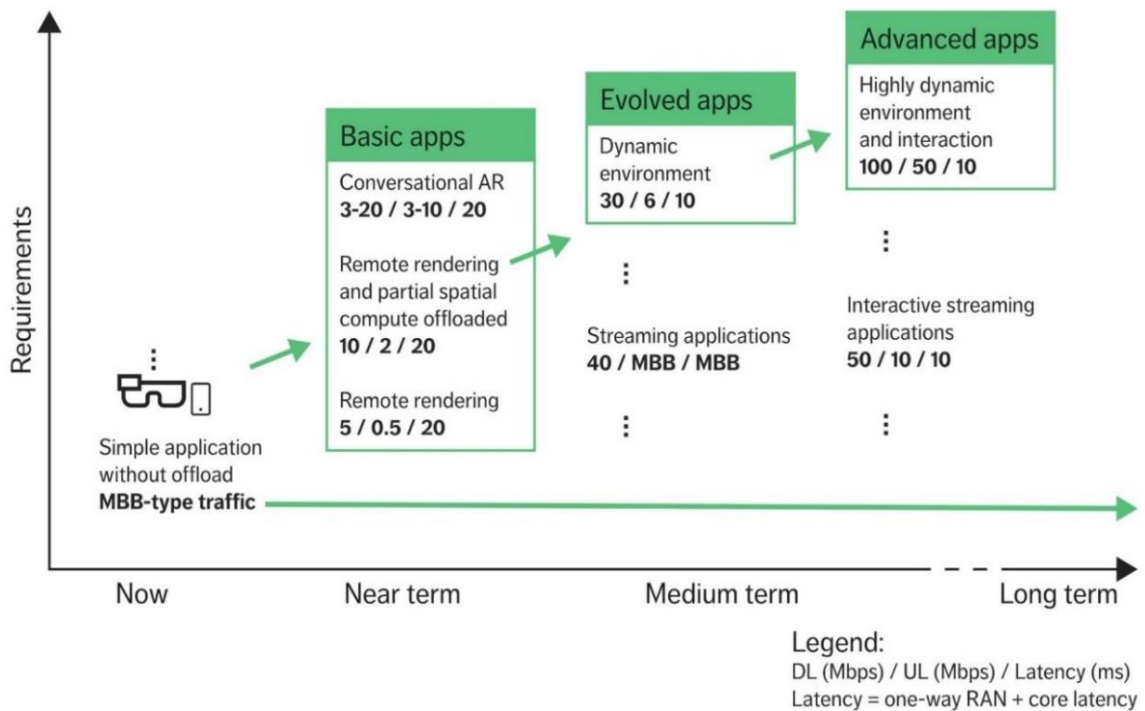 Requirements
Simple application
without offload
MBB-type traffic
Basic apps
Conversational AR
3-20 / 3-10 / 20
Remote rendering
and partial spatial
compute offloaded
10 / 2 / 20
Remote rendering
5 / 0.5 / 20
Evolved apps
Dynamic
environment
30 / 6 / 10
Streaming applications
40 / MBB / MBB
Advanced apps
Highly dynamic
environment
and interaction
100 / 50 / 10
Interactive streaming
applications
50 / 10 / 10
Now
Near term
Medium term
Long term
Legend:
DL (Mbps) / UL (Mbps) / Latency (ms)
Latency = one-way RAN + core latency